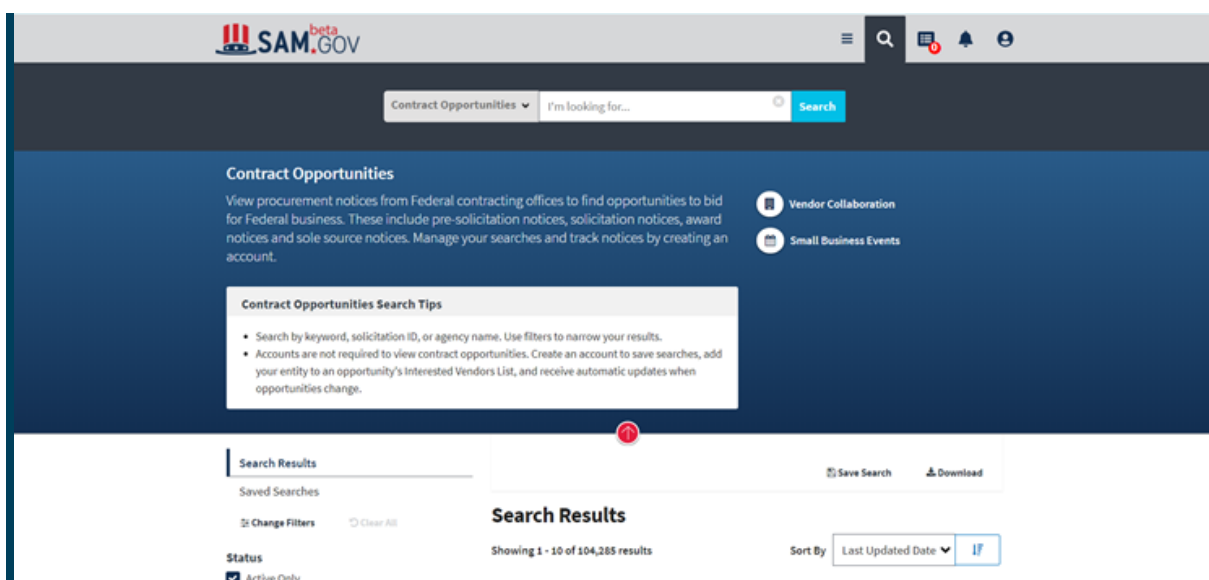 SAM.GOV beta
0
Contract Opportunities
I'm looking for...
Search
Contract Opportunities
View procurement notices from Federal contracting offices to find opportunities to bid
for Federal business. These include pre-solicitation notices, solicitation notices, award
notices and sole source notices. Manage your searches and track notices by creating an
account.
Vendor Collaboration
Small Business Events
Contract Opportunities Search Tips
• Search by keyword, solicitation ID, or agency name. Use filters to narrow your results.
• Accounts are not required to view contract opportunities. Create an account to save searches, add
your entity to an opportunity's Interested Vendors List, and receive automatic updates when
opportunities change.
Search Results
Saved Searches
Change Filters
Clear All
Status
Active Only
Save Search
Download
Search Results
Showing 1 - 10 of 104,285 results
Sort By
Last Updated Date